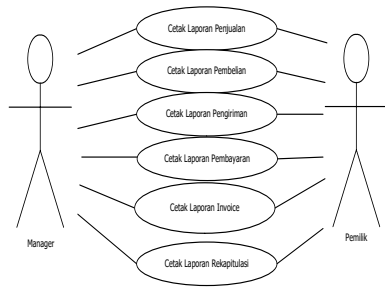 Cetak Laporan Penjualan
Cetak Laporan Pembelian
Cetak Laporan Pengiriman
Cetak Laporan Pembayaran
Cetak Laporan Invoice
Cetak Laporan Rekapitulasi
Manager
Pemilik